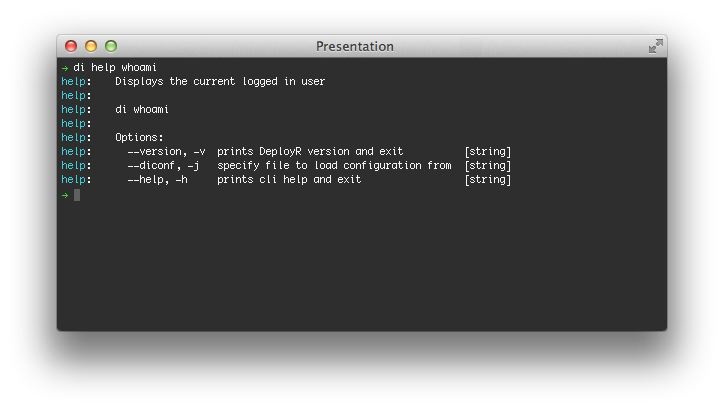 Presentation
→ di help whoami
help:    Displays the current logged in user
help:
help:    di whoami
help:
help:    Options:
help:      --version, -v  prints DeployR version and exit          [string]
help:      --diconf, -j   specify file to load configuration from  [string]
help:      --help, -h     prints cli help and exit                 [string]
→